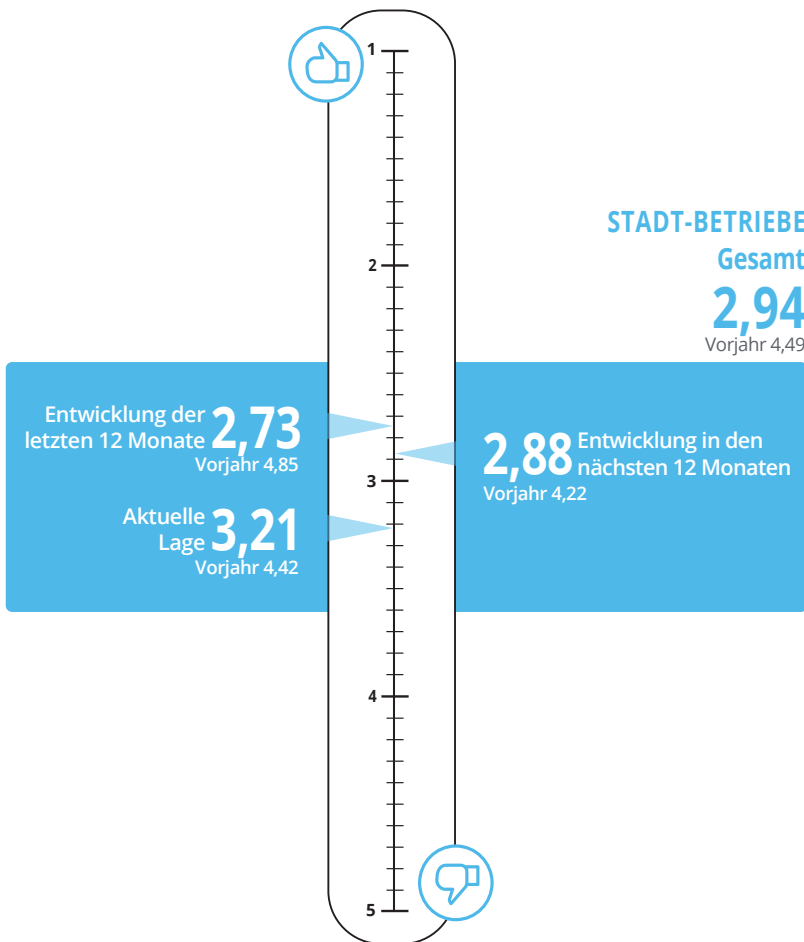 1
STADT-BETRIEBE
Gesamt
2,94
Vorjahr 4,49
2
Entwicklung der
letzten 12 Monate 2,73
Vorjahr 4,85
2,88 Entwicklung in den
nächsten 12 Monaten
Vorjahr 4,22
3
Aktuelle
Lage 3,21
Vorjahr 4,42
4
5